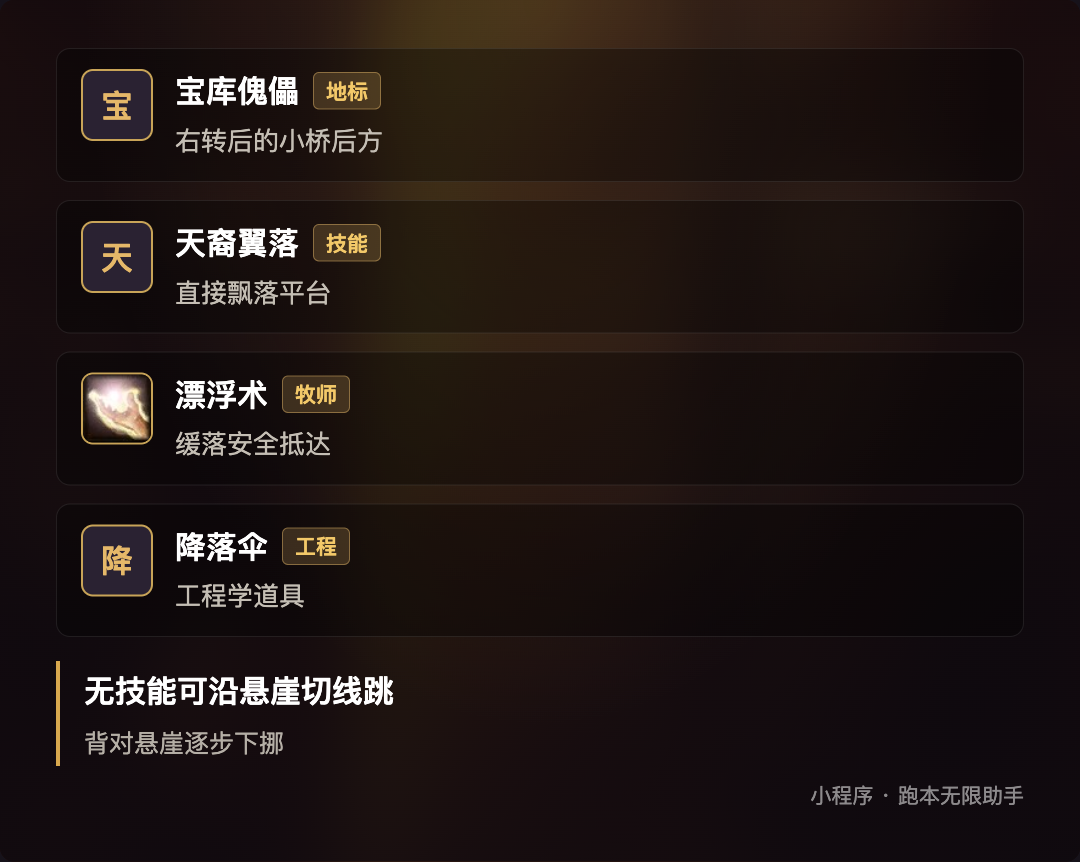 宝
宝库傀儡 地标
右转后的小桥后方
天
天裔翼落 技能
直接飘落平台
漂浮术 牧师
缓落安全抵达
降
降落伞 工程
工程学道具
无技能可沿悬崖切线跳
背对悬崖逐步下挪
小程序 · 跑本无限助手